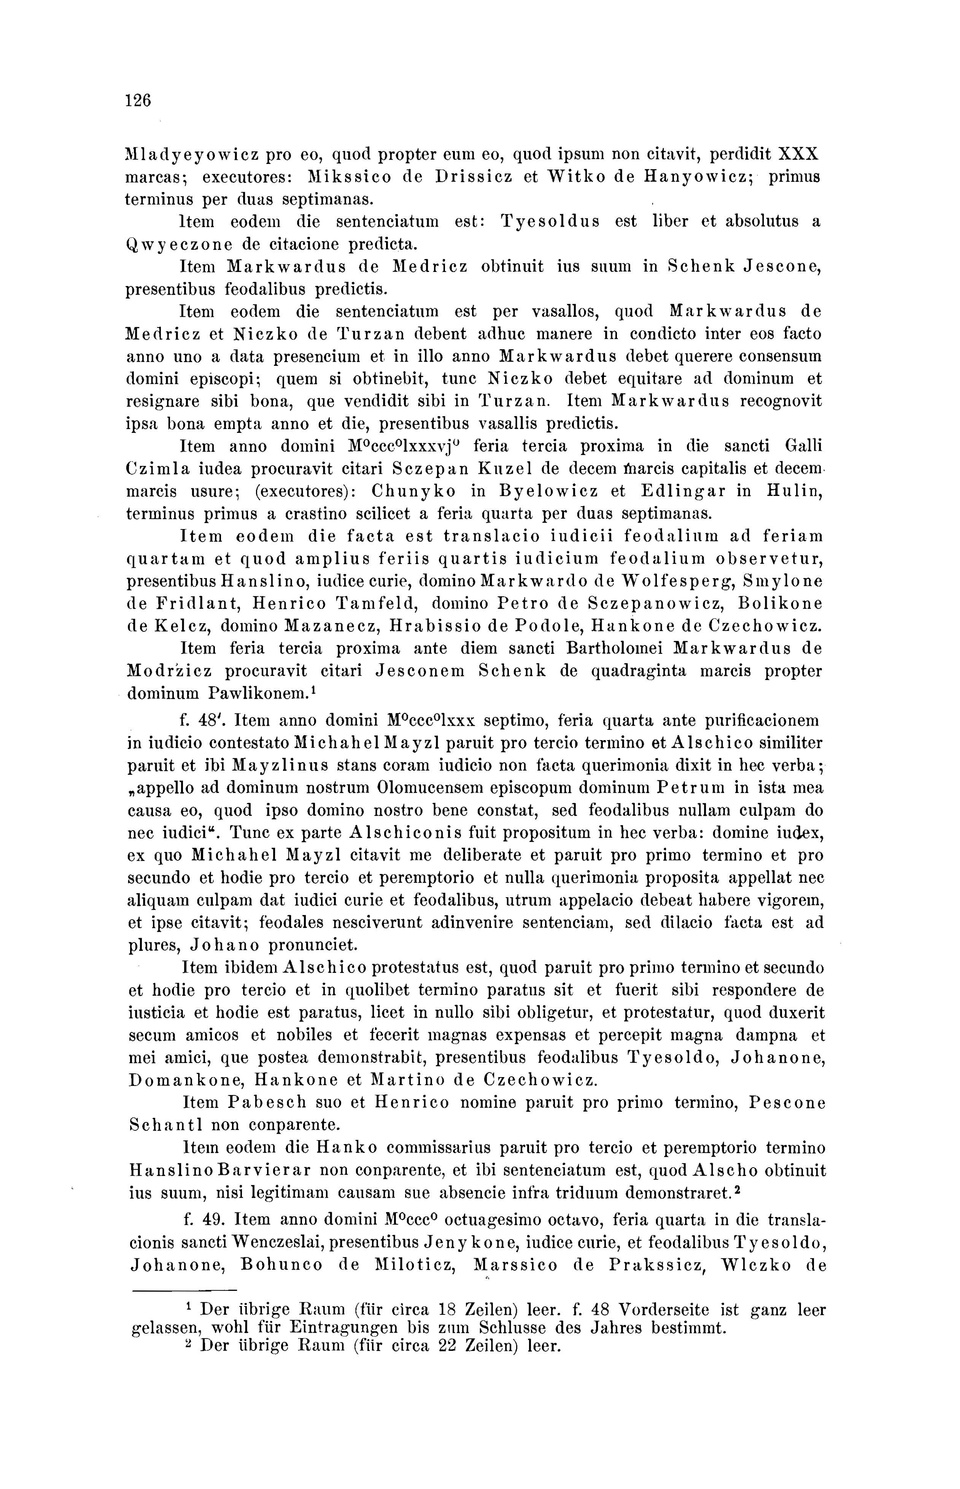 126
Mladyeyowicz pro eo, quod propter eum eo, quod ipsum non citavit, perdidit XXX
marcas; executores: Mikssico de Drissicz et Witko de Hanyowicz; primus
terminus per duas septimanas.
Item eodem die sentenciatum est: Tyesoldus est liber et absolutus a
Qwyeczone de citacione predicta.
Item Markwardus de Medricz obtinuit ius suum in Schenk Jescone,
presentibus feodalibus predictis.
Item eodem die sentenciatum est per vasallos, quod Markwardus de
Medricz et Niczko de Turzan debent adhuc manere in condicto inter eos facto
anno uno a data presencium et in illo anno Markwardus debet querere consensum
domini episcopi; quem si obtinebit, tunc Niczko debet equitare ad dominum et
resignare sibi bona, que vendidit sibi in Turzan. Item Markwardus recognovit
ipsa bona empta anno et die, presentibus vasallis predictis.
Item anno domini Mᵒcccᵒlxxxvjᵒ feria tercia proxima in die sancti Galli
Czimla iudea procuravit citari Sczepan Kuzel de decem marcis capitalis et decem
marcis usure; (executores): Chunyko in Byelowicz et Edlingar in Hulin,
terminus primus a crastino scilicet a feria quarta per duas septimanas.
Item eodem die facta est translacio iudicii feodalium ad feriam
quartam et quod amplius feriis quartis iudicium feodalium observetur,
presentibus Hanslino, iudice curie, domino Markwardo de Wolfesperg, Smylone
de Fridlant, Henrico Tamfeld, domino Petro de Sczepanowicz, Bolikone
de Kelcz, domino Mazanecz, Hrabissio de Podole, Hankone de Czechowicz.
Item feria tercia proxima ante diem sancti Bartholomei Markwardus de
Modrzicz procuravit citari Jesconem Schenk de quadraginta marcis propter
dominum Pawlikonem.¹
f. 48'. Item anno domini Mᵒcccᵒlxxx septimo, feria quarta ante purificacionem
in iudicio contestato Michahel Mayzl paruit pro tercio termino et Alschico similiter
paruit et ibi Mayzlinus stans coram iudicio non facta querimonia dixit in hec verba;
„appello ad dominum nostrum Olomucensem episcopum dominum Petrum in ista mea
causa eo, quod ipso domino nostro bene constat, sed feodalibus nullam culpam do
nec iudici“. Tunc ex parte Alschiconis fuit propositum in hec verba: domine iudex,
ex quo Michahel Mayzl citavit me deliberate et paruit pro primo termino et pro
secundo et hodie pro tercio et peremptorio et nulla querimonia proposita appellat nec
aliquam culpam dat iudici curie et feodalibus, utrum appelacio debeat habere vigorem,
et ipse citavit; feodales nesciverunt adinvenire sentenciam, sed dilacio facta est ad
plures, Johano pronunciet.
Item ibidem Alschico protestatus est, quod paruit pro primo termino et secundo
et hodie pro tercio et in quolibet termino paratus sit et fuerit sibi respondere de
iusticia et hodie est paratus, licet in nullo sibi obligetur, et protestatur, quod duxerit
secum amicos et nobiles et fecerit magnas expensas et percepit magna dampna et
mei amici, que postea demonstrabit, presentibus feodalibus Tyesoldo, Johanone,
Domankone, Hankone et Martino de Czechowicz.
Item Pabesch suo et Henrico nomine paruit pro primo termino, Pescone
Schantl non conparente.
Item eodem die Hanko commissarius paruit pro tercio et peremptorio termino
Hanslino Barvierar non conparente, et ibi sentenciatum est, quod Alscho obtinuit
ius suum, nisi legitimam causam sue absencie infra triduum demonstraret.²
f. 49. Item anno domini Mᵒcccᵒ octuagesimo octavo, feria quarta in die transla-
cionis sancti Wenczeslai, presentibus Jenykone, iudice curie, et feodalibus Tyesoldo,
Johanone, Bohunco de Miloticz, Marssico de Prakssicz, Wlczko de
¹ Der übrige Raum (für circa 18 Zeilen) leer. f. 48 Vorderseite ist ganz leer
gelassen, wohl für Eintragungen bis zum Schlusse des Jahres bestimmt.
² Der übrige Raum (für circa 22 Zeilen) leer.